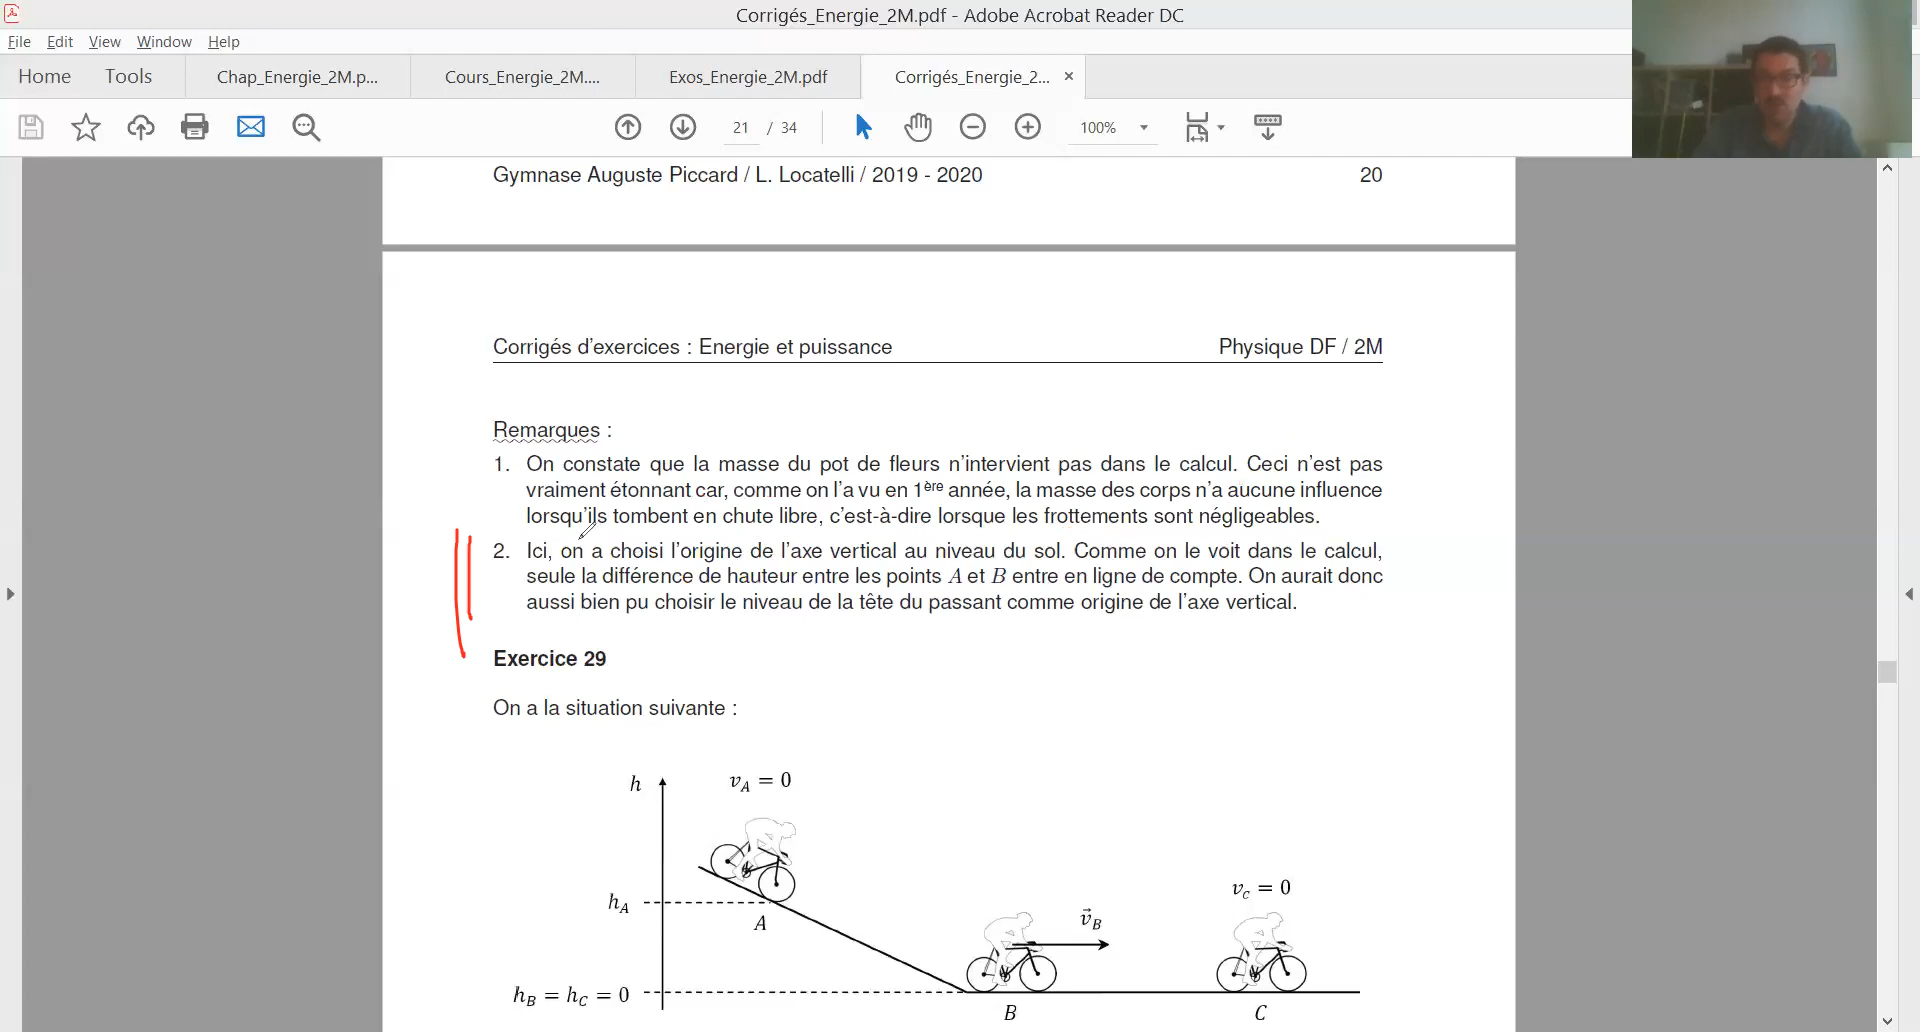 Corrigés_Energie_2M.pdf - Adobe Acrobat Reader DC
File Edit View Window Help
Home Tools Chap_Energie_2M.p... Cours_Energie_2M.... Exos_Energie_2M.pdf Corrigés_Energie_2... ×
21 / 34 100%
Gymnase Auguste Piccard / L. Locatelli / 2019 - 2020 20
Corrigés d'exercices : Energie et puissance Physique DF / 2M
Remarques :
1. On constate que la masse du pot de fleurs n'intervient pas dans le calcul. Ceci n'est pas
vraiment étonnant car, comme on l'a vu en 1ère année, la masse des corps n'a aucune influence
lorsqu'ils tombent en chute libre, c'est-à-dire lorsque les frottements sont négligeables.
2. Ici, on a choisi l'origine de l'axe vertical au niveau du sol. Comme on le voit dans le calcul,
seule la différence de hauteur entre les points A et B entre en ligne de compte. On aurait donc
aussi bien pu choisir le niveau de la tête du passant comme origine de l'axe vertical.
Exercice 29
On a la situation suivante :
h v_A = 0
v_C = 0
h_A
A
v⃗_B
h_B = h_C = 0
B C